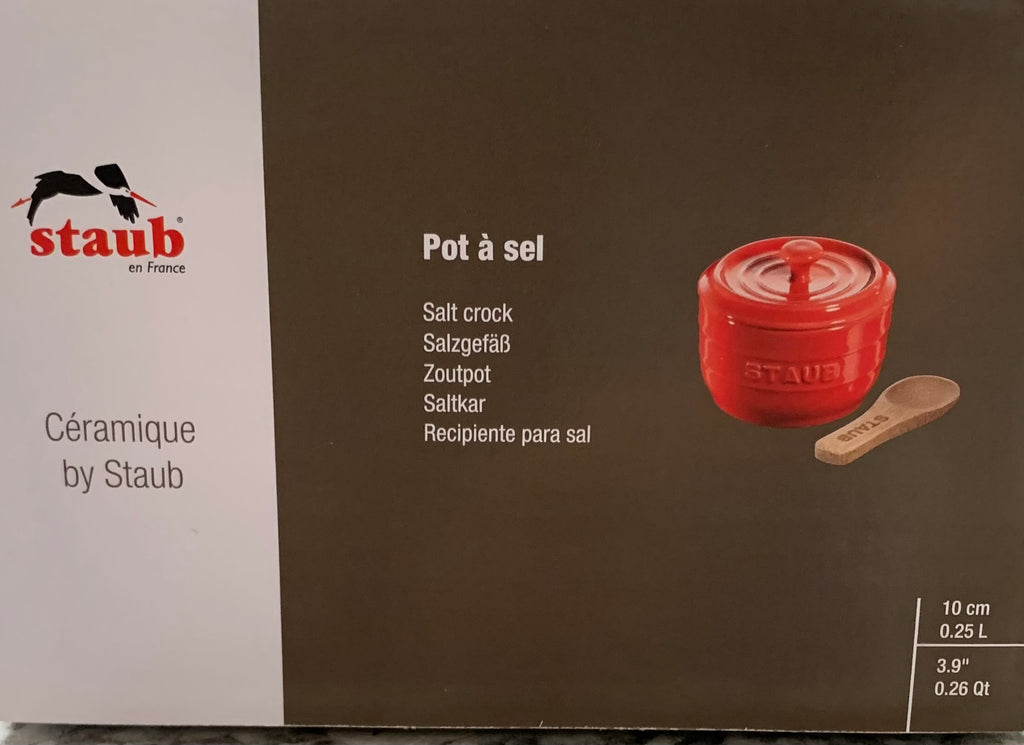 staub®
en France
Céramique
by Staub
Pot à sel
Salt crock
Salzgefäß
Zoutpot
Saltkar
Recipiente para sal
STAUB
STAUB
10 cm
0.25 L
3.9"
0.26 Qt